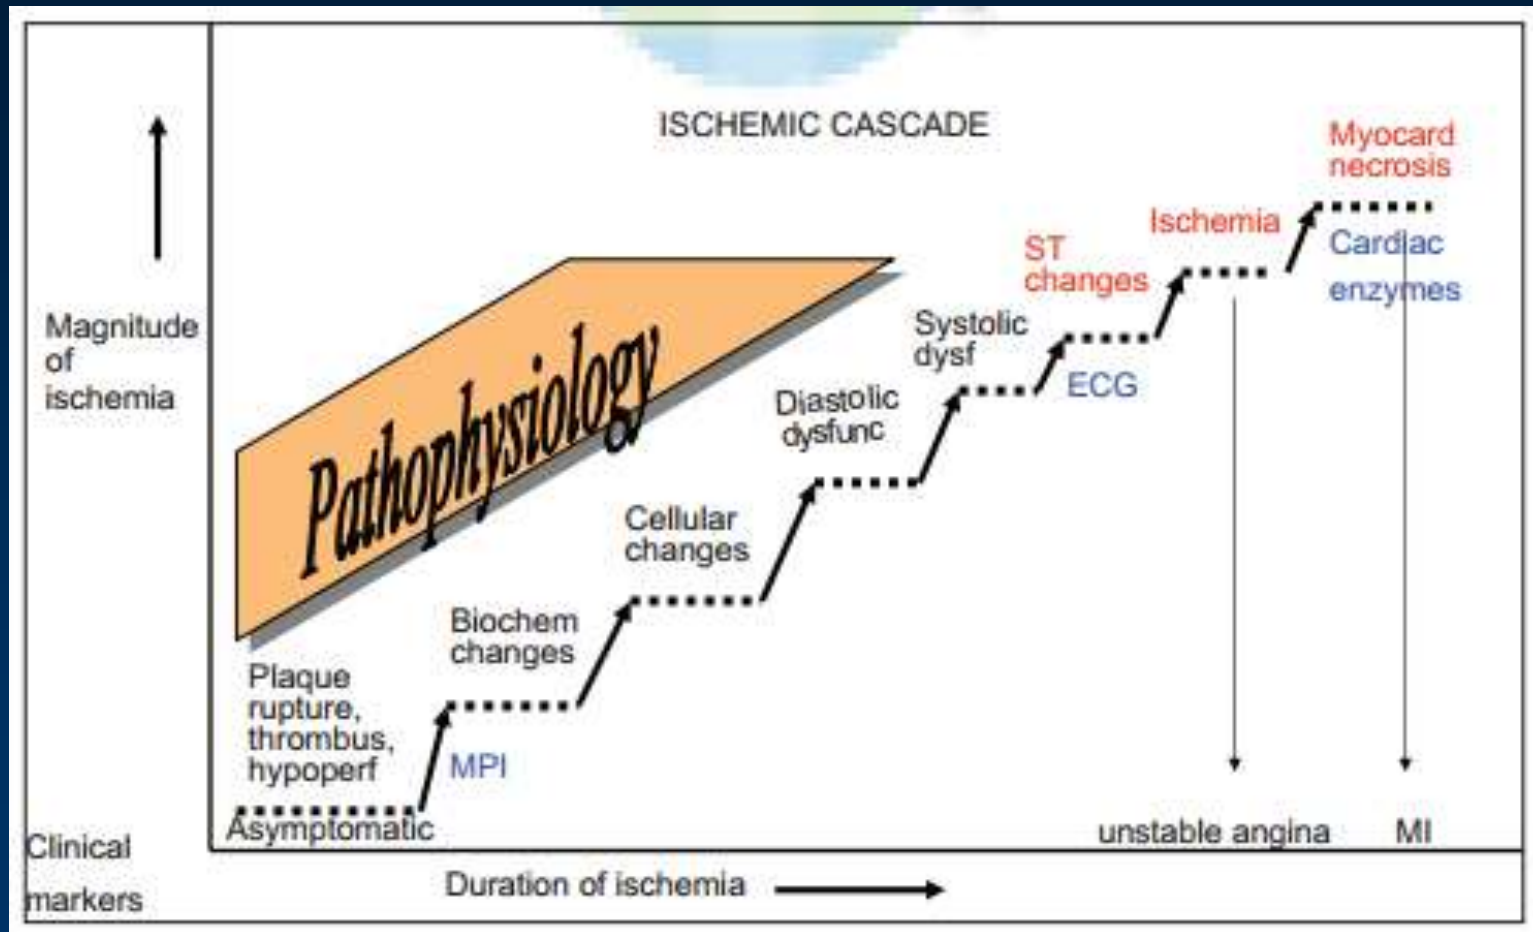 ISCHEMIC CASCADE
Magnitude
of
ischemia
Pathophysiology
Plaque
rupture,
thrombus,
hypoperf
Asymptomatic
MPI
Biochem
changes
Cellular
changes
Diastolic
dysfunc
Systolic
dysf
ECG
ST
changes
Ischemia
Myocard
necrosis
Cardiac
enzymes
unstable angina
MI
Clinical
markers
Duration of ischemia